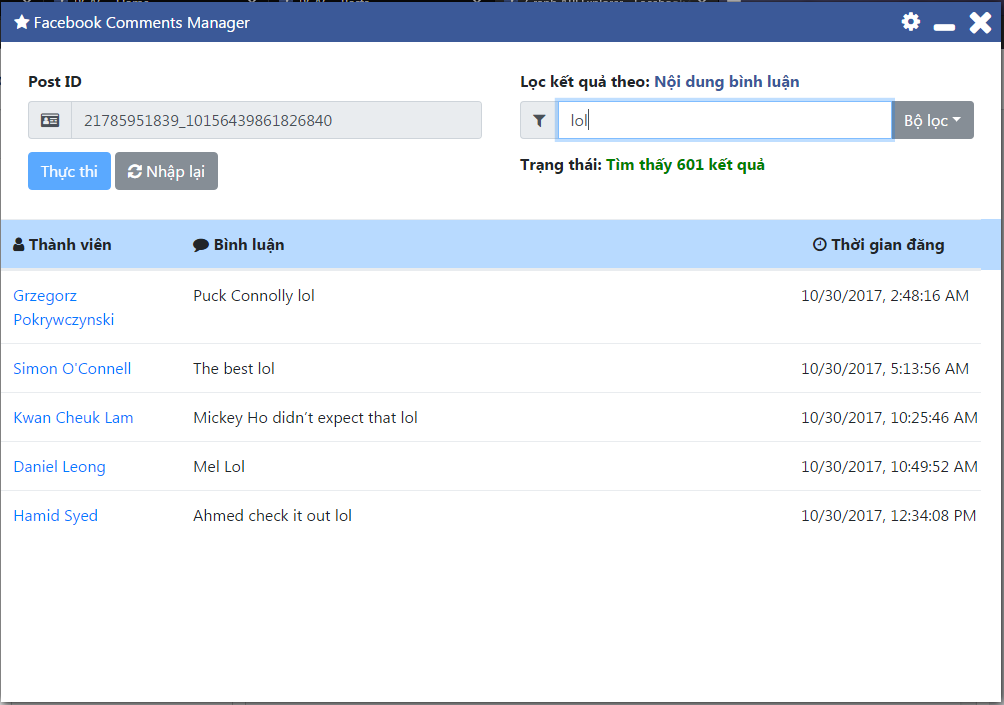 Facebook Comments Manager
Post ID
21785951839_10156439861826840
Thực thi
Nhập lại
Lọc kết quả theo: Nội dung bình luận
lol
Bộ lọc
Trạng thái: Tìm thấy 601 kết quả
Thành viên
Bình luận
Thời gian đăng
Grzegorz
Pokrywczynski
Puck Connolly lol
10/30/2017, 2:48:16 AM
Simon O'Connell
The best lol
10/30/2017, 5:13:56 AM
Kwan Cheuk Lam
Mickey Ho didn’t expect that lol
10/30/2017, 10:25:46 AM
Daniel Leong
Mel Lol
10/30/2017, 10:49:52 AM
Hamid Syed
Ahmed check it out lol
10/30/2017, 12:34:08 PM